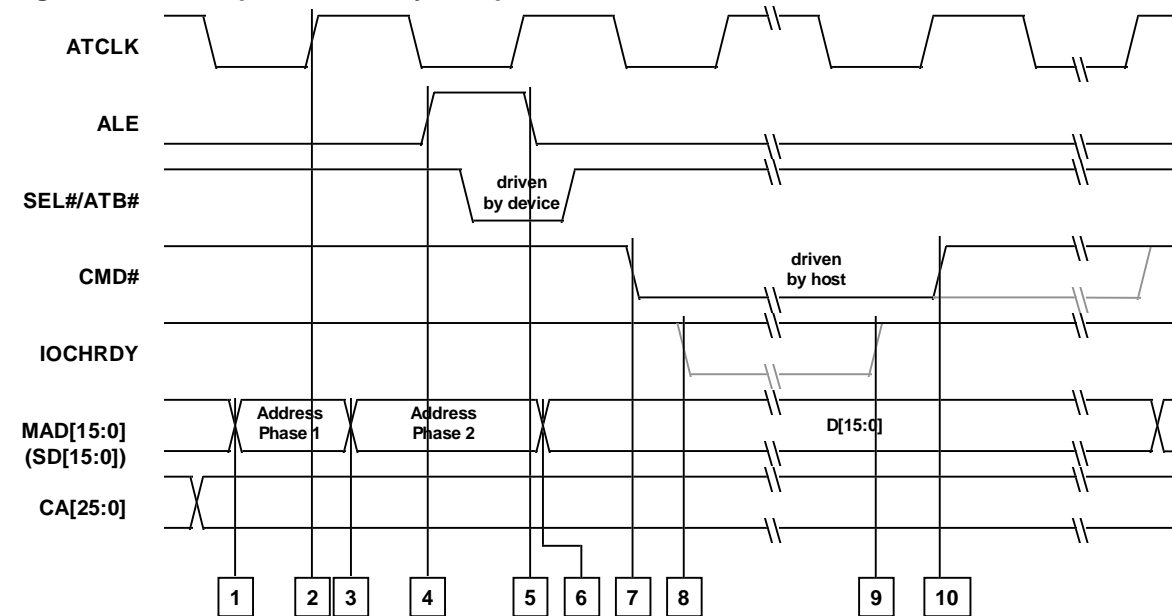 ATCLK
ALE
SEL#/ATB#
driven
by device
CMD#
driven
by host
IOCHRDY
MAD[15:0]
(SD[15:0])
Address
Phase 1
Address
Phase 2
D[15:0]
CA[25:0]
1 2 3 4 5 6 7 8 9 10